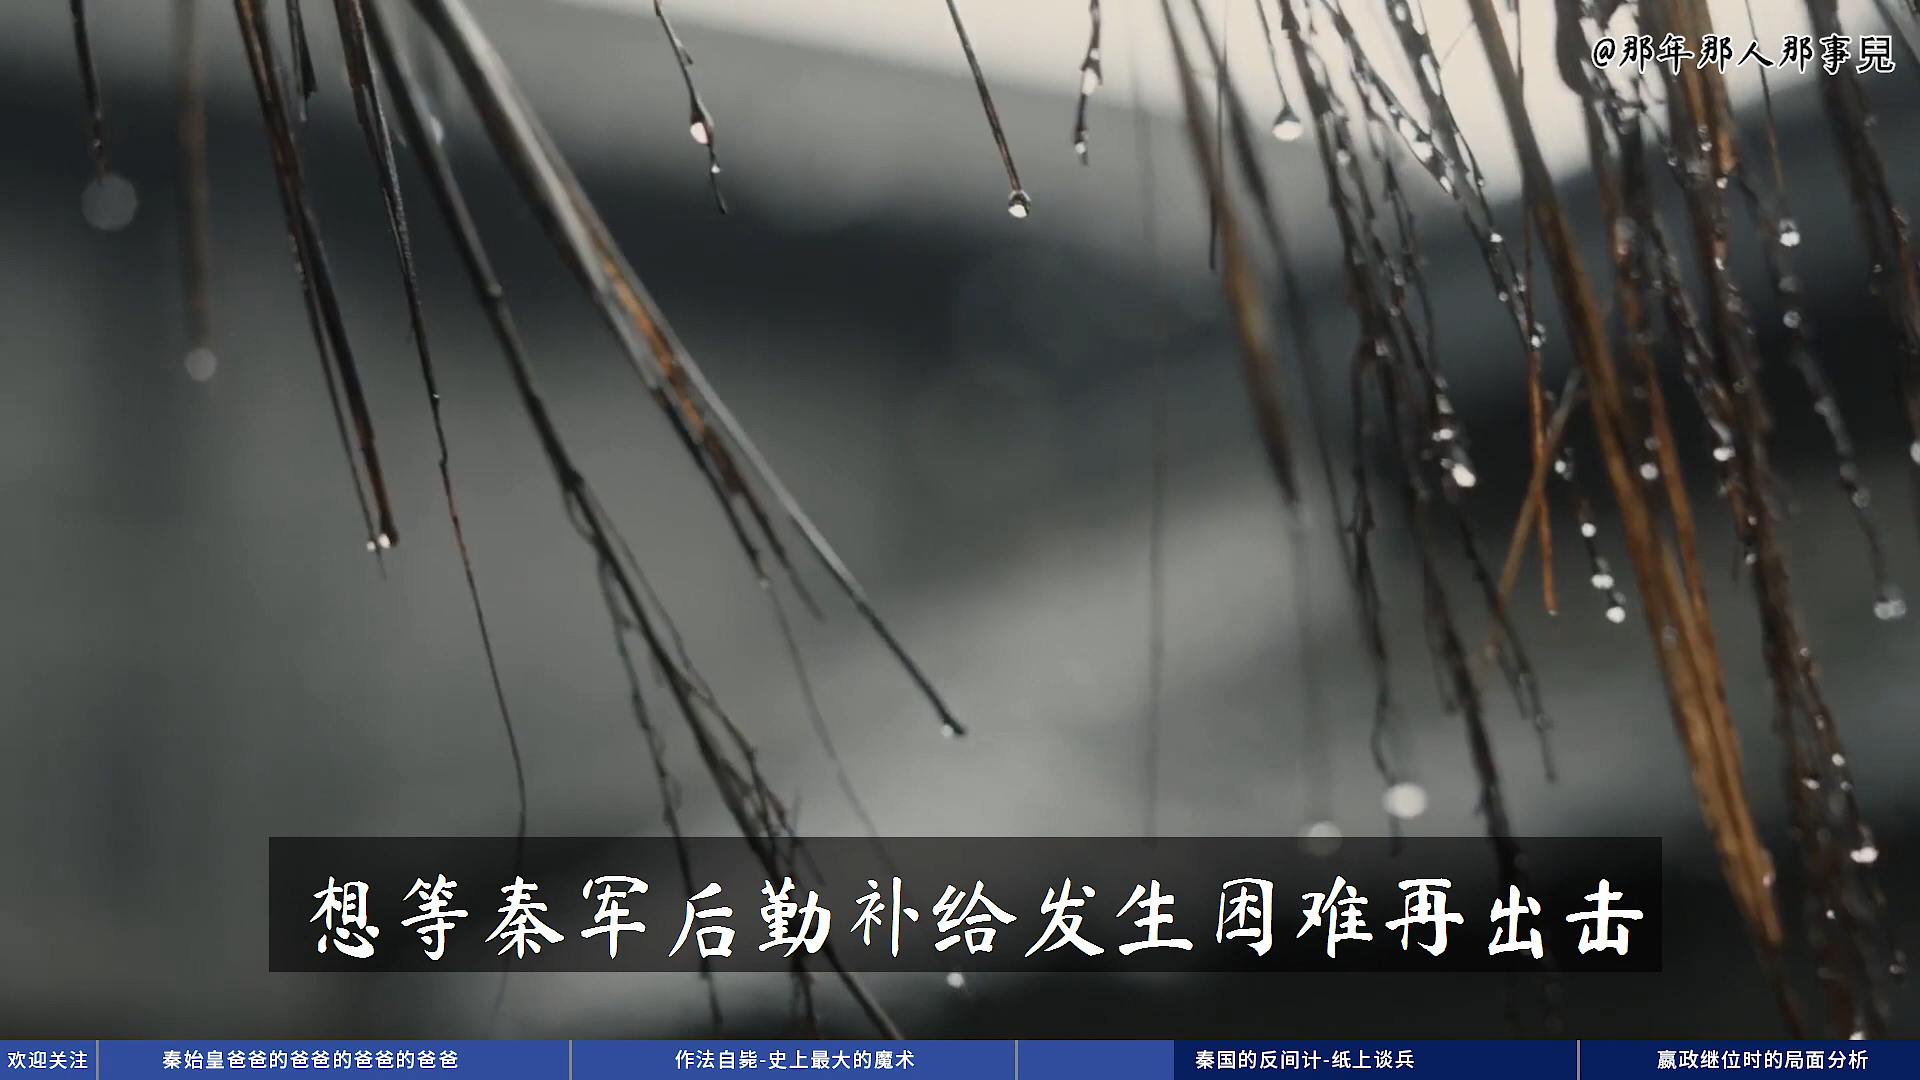 @那年那人那事兒
想等秦军后勤补给发生困难再出击
欢迎关注
秦始皇爸爸的爸爸的爸爸的爸爸
作法自毙-史上最大的魔术
秦国的反间计-纸上谈兵
嬴政继位时的局面分析